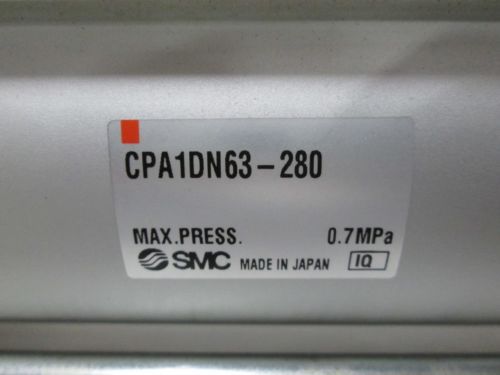 CPA1DN63-280
MAX.PRESS. 0.7MPa
SMC MADE IN JAPAN IQ